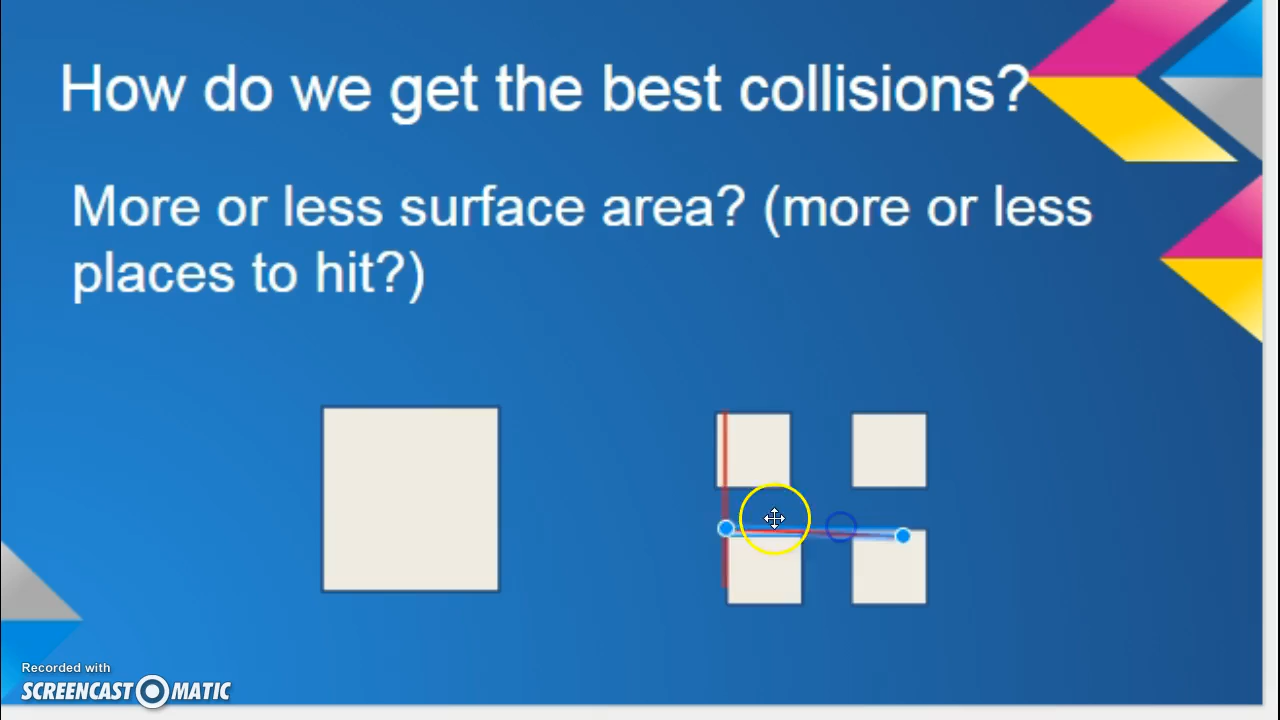 How do we get the best collisions?
More or less surface area? (more or less
places to hit?)
Recorded with
SCREENCAST MATIC